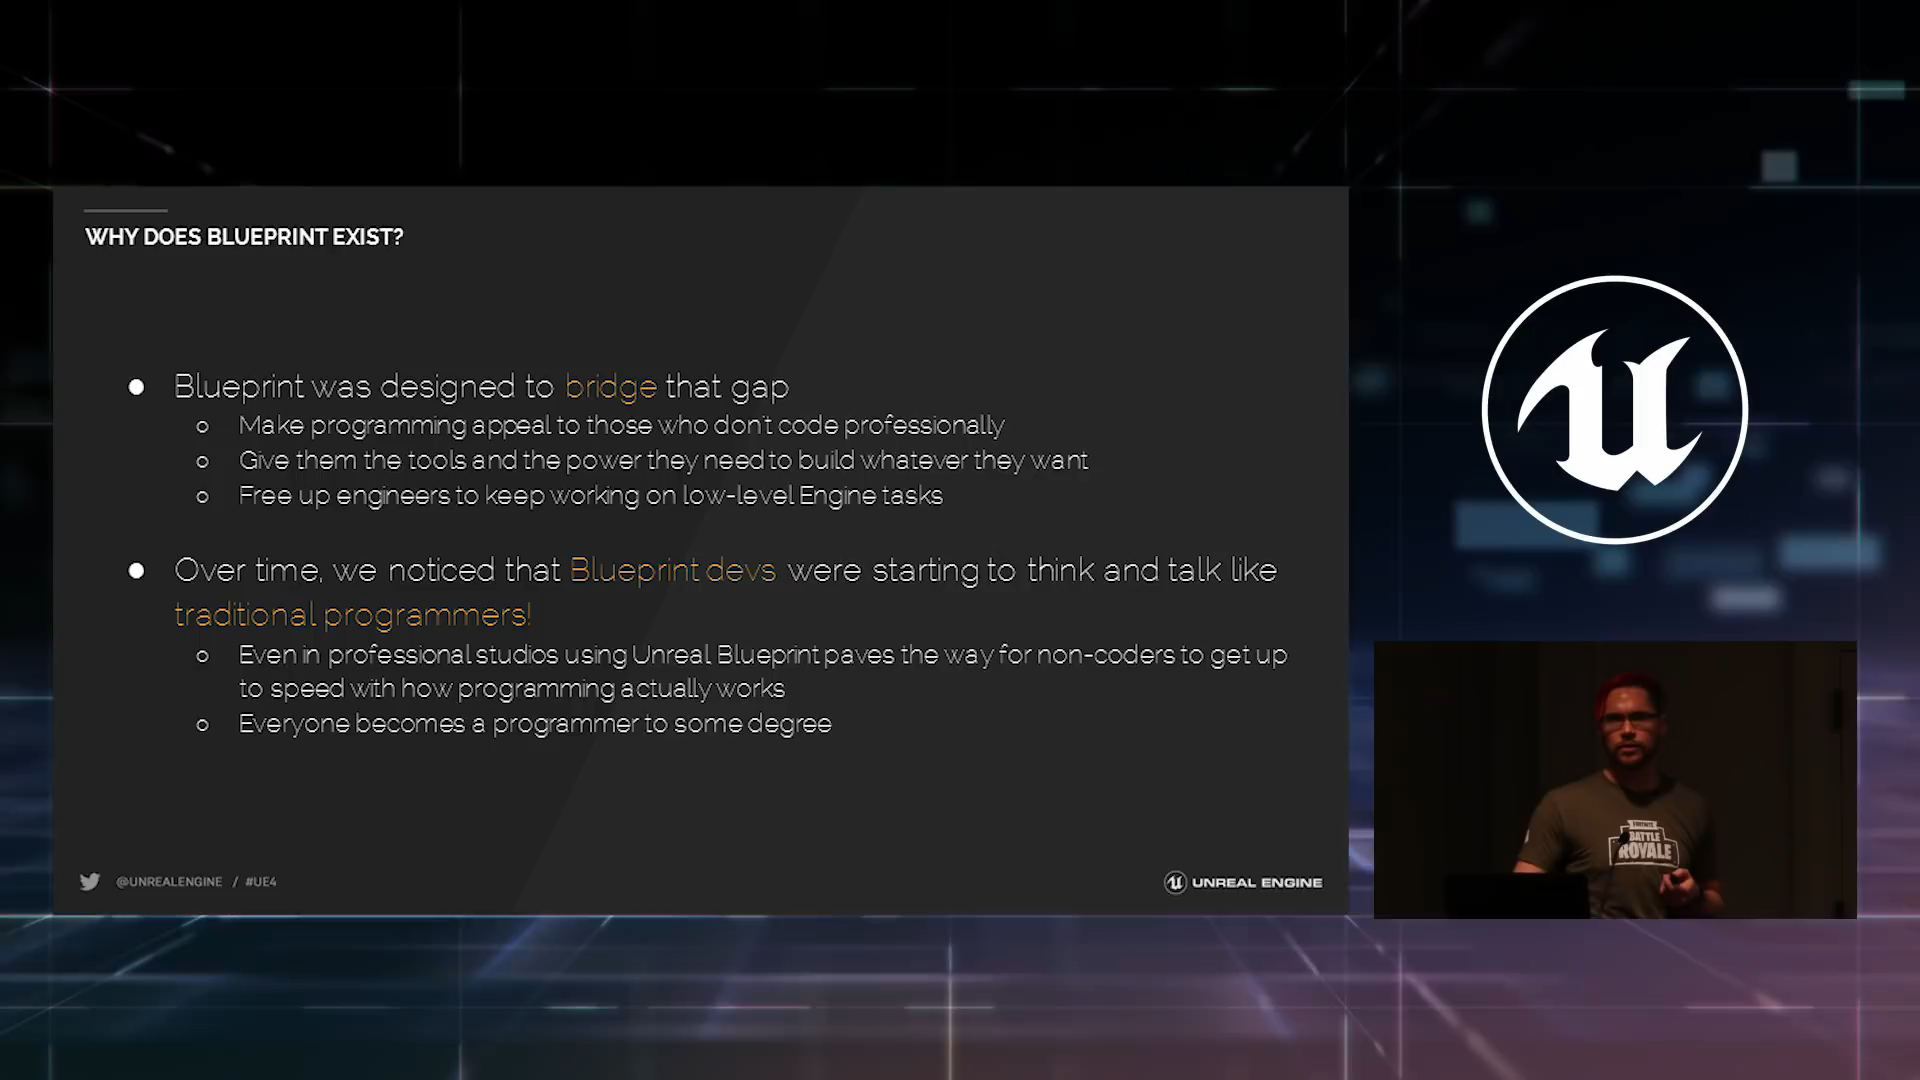 WHY DOES BLUEPRINT EXIST?
● Blueprint was designed to bridge that gap
○ Make programming appeal to those who don't code professionally
○ Give them the tools and the power they need to build whatever they want
○ Free up engineers to keep working on low-level Engine tasks
● Over time, we noticed that Blueprint devs were starting to think and talk like
traditional programmers!
○ Even in professional studios using Unreal Blueprint paves the way for non-coders to get up
to speed with how programming actually works
○ Everyone becomes a programmer to some degree
@UNREALENGINE / #UE4
UNREAL ENGINE
FORTNITE
BATTLE
ROYALE